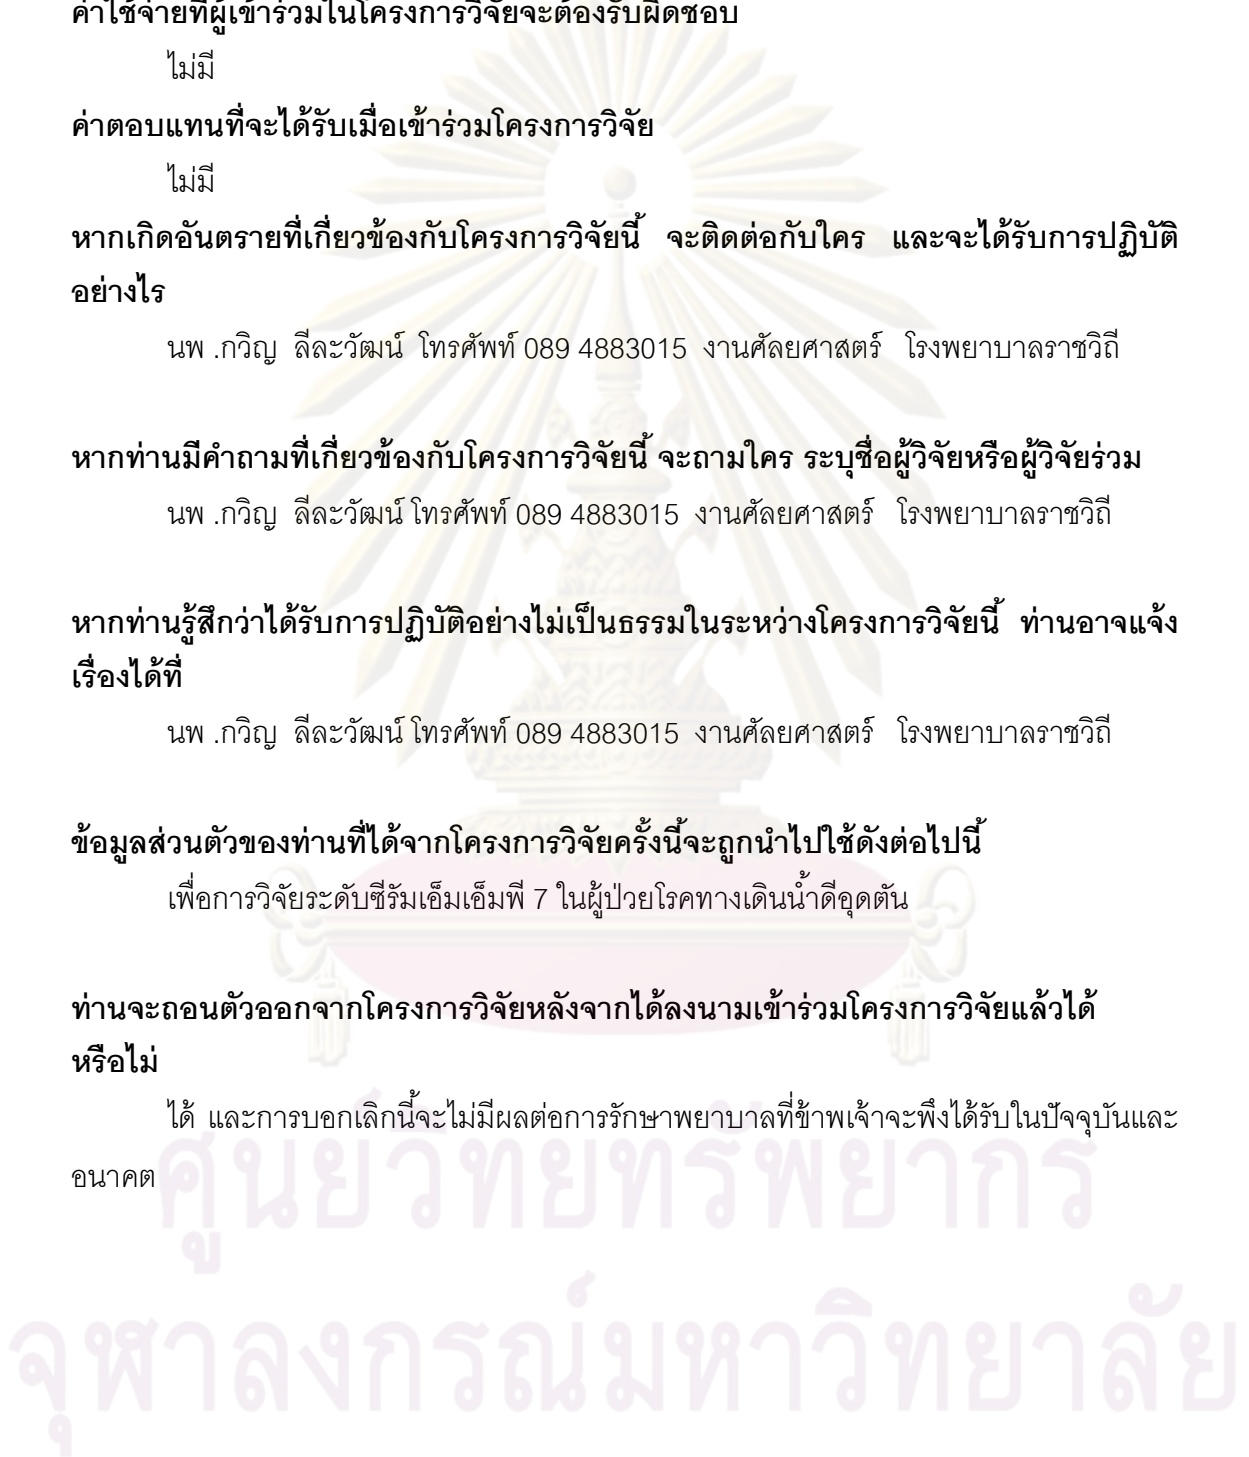 ค่าใช้จ่ายที่ผู้เข้าร่วมในโครงการวิจัยจะต้องรับผิดชอบ
ไม่มี
ค่าตอบแทนที่จะได้รับเมื่อเข้าร่วมโครงการวิจัย
ไม่มี
หากเกิดอันตรายที่เกี่ยวข้องกับโครงการวิจัยนี้ จะติดต่อกับใคร และจะได้รับการปฏิบัติ
อย่างไร
นพ .กวิญ ลีละวัฒน์ โทรศัพท์ 089 4883015 งานศัลยศาสตร์ โรงพยาบาลราชวิถี
หากท่านมีคำถามที่เกี่ยวข้องกับโครงการวิจัยนี้ จะถามใคร ระบุชื่อผู้วิจัยหรือผู้วิจัยร่วม
นพ .กวิญ ลีละวัฒน์ โทรศัพท์ 089 4883015 งานศัลยศาสตร์ โรงพยาบาลราชวิถี
หากท่านรู้สึกว่าได้รับการปฏิบัติอย่างไม่เป็นธรรมในระหว่างโครงการวิจัยนี้ ท่านอาจแจ้ง
เรื่องได้ที่
นพ .กวิญ ลีละวัฒน์ โทรศัพท์ 089 4883015 งานศัลยศาสตร์ โรงพยาบาลราชวิถี
ข้อมูลส่วนตัวของท่านที่ได้จากโครงการวิจัยครั้งนี้จะถูกนำไปใช้ดังต่อไปนี้
เพื่อการวิจัยระดับซีรัมเอ็มเอ็มพี 7 ในผู้ป่วยโรคทางเดินน้ำดีอุดตัน
ท่านจะถอนตัวออกจากโครงการวิจัยหลังจากได้ลงนามเข้าร่วมโครงการวิจัยแล้วได้
หรือไม่
ได้ และการบอกเลิกนี้จะไม่มีผลต่อการรักษาพยาบาลที่ข้าพเจ้าจะพึงได้รับในปัจจุบันและ
อนาคต
ศูนย์วิทยทรัพยากร
จุฬาลงกรณ์มหาวิทยาลัย